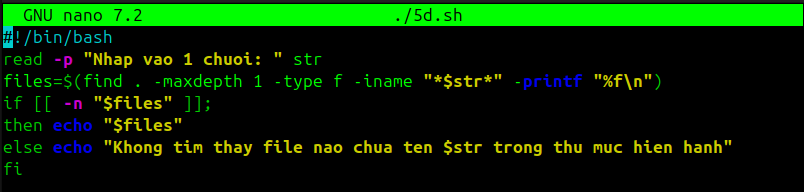 GNU nano 7.2 ./5d.sh
#!/bin/bash
read -p "Nhap vao 1 chuoi: " str
files=$(find . -maxdepth 1 -type f -iname "*$str*" -printf "%f\n")
if [[ -n "$files" ]];
then echo "$files"
else echo "Khong tim thay file nao chua ten $str trong thu muc hien hanh"
fi